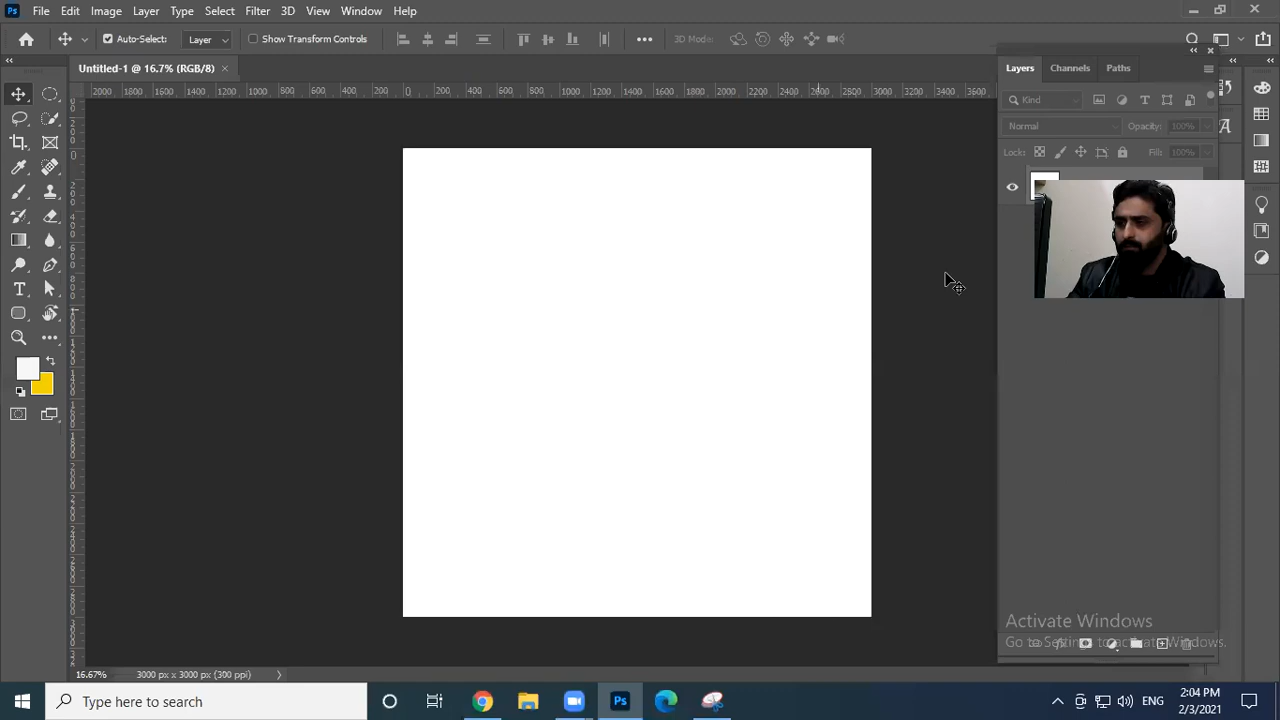 Ps File Edit Image Layer Type Select Filter 3D View Window Help
Auto-Select: Layer Show Transform Controls 3D Mode:
Untitled-1 @ 16.7% (RGB/8)
Layers Channels Paths
2000 1800 1600 1400 1200 1000 800 600 400 200 0 200 400 600 800 1000 1200 1400 1600 1800 2000 2200 2400 2600 2800 3000 3200 3400 3600
Kind
Normal Opacity: 100%
Lock: Fill: 100%
Activate Windows
Go to Settings to activate Windows.
16.67% 3000 px x 3000 px (300 ppi)
Type here to search
Ps
ENG
2:04 PM
2/3/2021